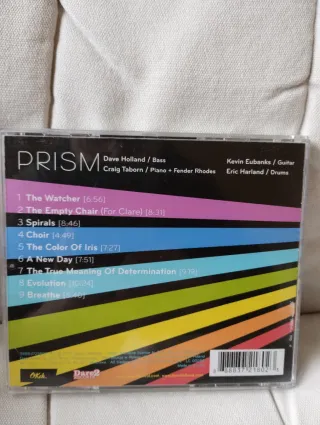 PRISM
Dave Holland / Bass
Craig Taborn / Piano + Fender Rhodes
Kevin Eubanks / Guitar
Eric Harland / Drums
1 The Watcher [6:56]
2 The Empty Chair (For Clare) [8:31]
3 Spirals [8:46]
4 Choir [4:49]
5 The Color Of Iris [7:27]
6 A New Day [7:51]
7 The True Meaning Of Determination
8 Evolution
9 Breathe
OKeh
Dare2